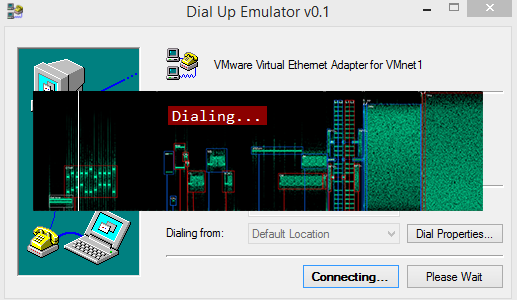 Dial Up Emulator v0.1
VMware Virtual Ethernet Adapter for VMnet1
Dialing...
Dialing from:
Default Location
Dial Properties...
Connecting...
Please Wait